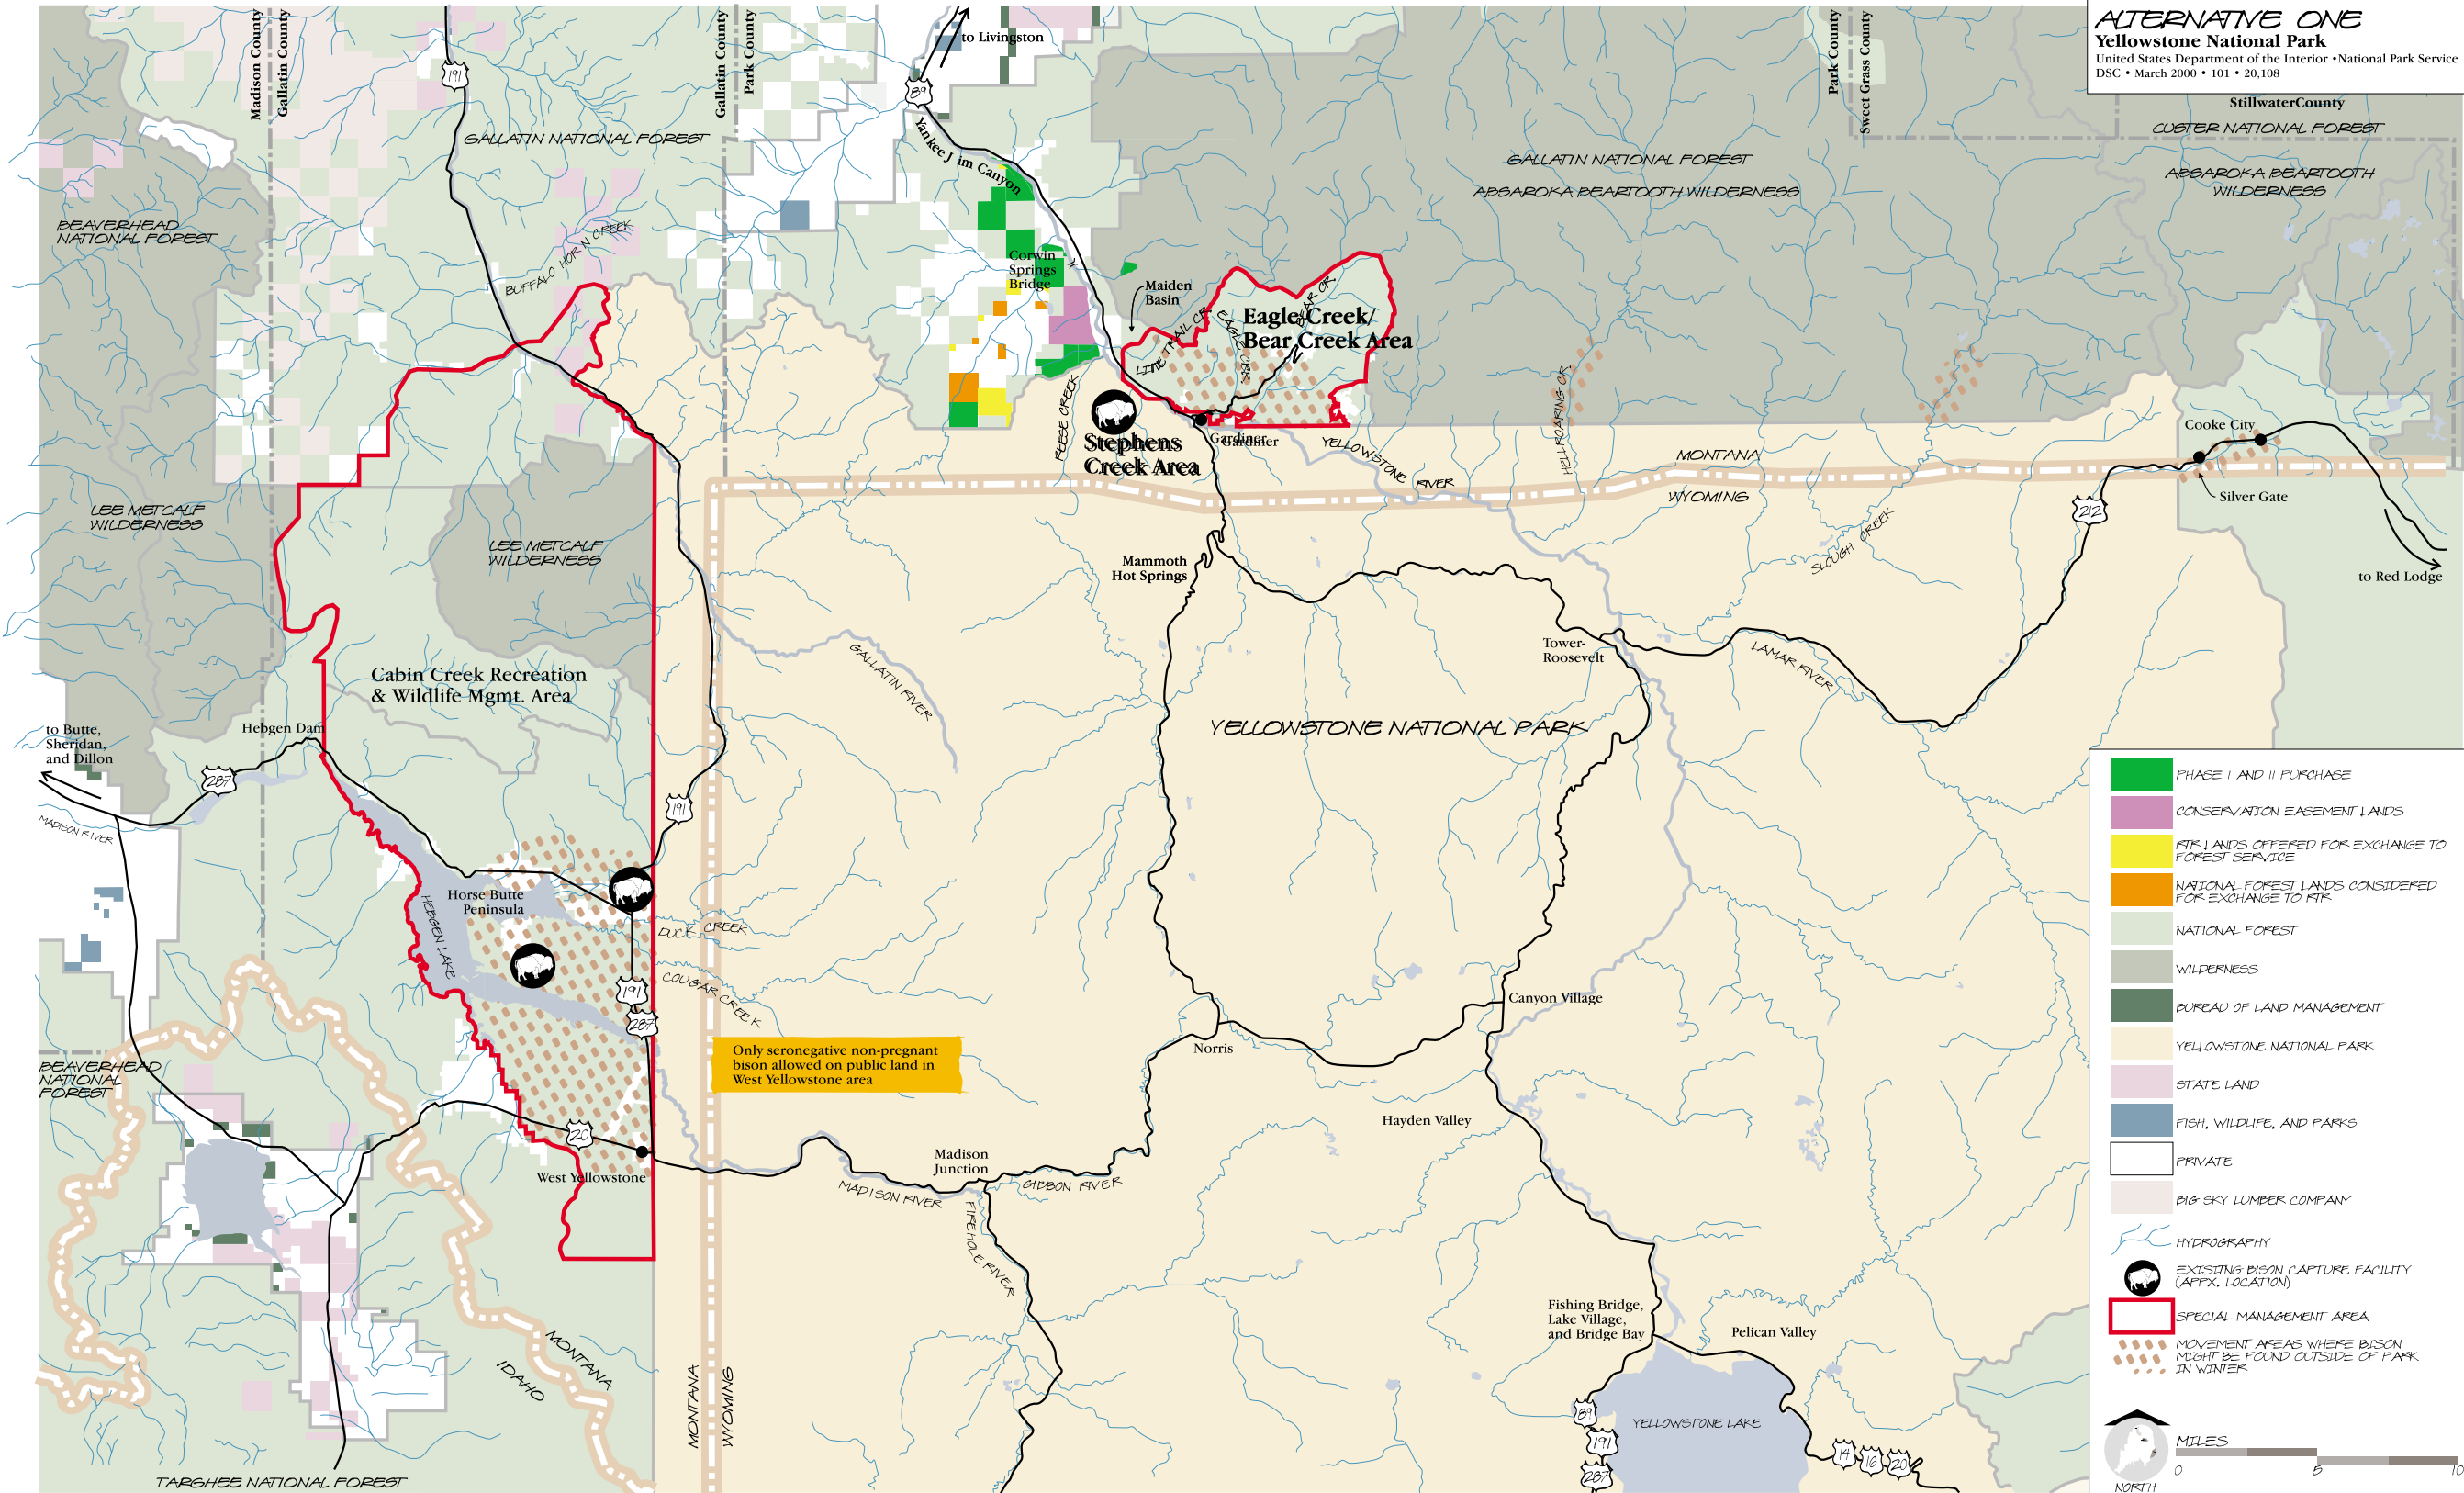 ALTERNATIVE ONE
Yellowstone National Park
United States Department of the Interior • National Park Service
DSC • March 2000 • 101 • 20,108
Madison County
Gallatin County
191
Gallatin County
Park County
to Livingston
89
Yankee Jim Canyon
Park County
Sweet Grass County
StillwaterCounty
CUSTER NATIONAL FOREST
GALLATIN NATIONAL FOREST
GALLATIN NATIONAL FOREST
ABSAROKA BEARTOOTH WILDERNESS
ABSAROKA BEARTOOTH
WILDERNESS
BEAVERHEAD
NATIONAL FOREST
BUFFALO HORN CREEK
Corwin
Springs
Bridge
Maiden
Basin
LITTLE TRAIL CR.
EAGLE CR.
BEAR CR.
Eagle Creek/
Bear Creek Area
REESE CREEK
Stephens
Creek Area
Gardiner
Gardiner
YELLOWSTONE RIVER
HELLROARING CR.
MONTANA
WYOMING
Cooke City
Silver Gate
212
to Red Lodge
SLOUGH CREEK
LEE METCALF
WILDERNESS
LEE METCALF
WILDERNESS
Mammoth
Hot Springs
Tower-
Roosevelt
LAMAR RIVER
GALLATIN RIVER
Cabin Creek Recreation
& Wildlife Mgmt. Area
YELLOWSTONE NATIONAL PARK
Hebgen Dam
to Butte,
Sheridan,
and Dillon
287
191
MADISON RIVER
Horse Butte
Peninsula
HEBGEN LAKE
DUCK CREEK
COUGAR CREEK
191
287
Canyon Village
Norris
Only seronegative non-pregnant
bison allowed on public land in
West Yellowstone area
BEAVERHEAD
NATIONAL
FOREST
20
West Yellowstone
Hayden Valley
Madison
Junction
MADISON RIVER
GIBBON RIVER
FIREHOLE RIVER
MONTANA
IDAHO
MONTANA
WYOMING
Fishing Bridge,
Lake Village,
and Bridge Bay
Pelican Valley
YELLOWSTONE LAKE
89
191
287
14
16
20
TARGHEE NATIONAL FOREST
PHASE I AND II PURCHASE
CONSERVATION EASEMENT LANDS
RTR LANDS OFFERED FOR EXCHANGE TO
FOREST SERVICE
NATIONAL FOREST LANDS CONSIDERED
FOR EXCHANGE TO RTR
NATIONAL FOREST
WILDERNESS
BUREAU OF LAND MANAGEMENT
YELLOWSTONE NATIONAL PARK
STATE LAND
FISH, WILDLIFE, AND PARKS
PRIVATE
BIG SKY LUMBER COMPANY
HYDROGRAPHY
EXISITNG BISON CAPTURE FACILITY
(APPX. LOCATION)
SPECIAL MANAGEMENT AREA
MOVEMENT AREAS WHERE BISON
MIGHT BE FOUND OUTSIDE OF PARK
IN WINTER
MILES
0
5
10
NORTH